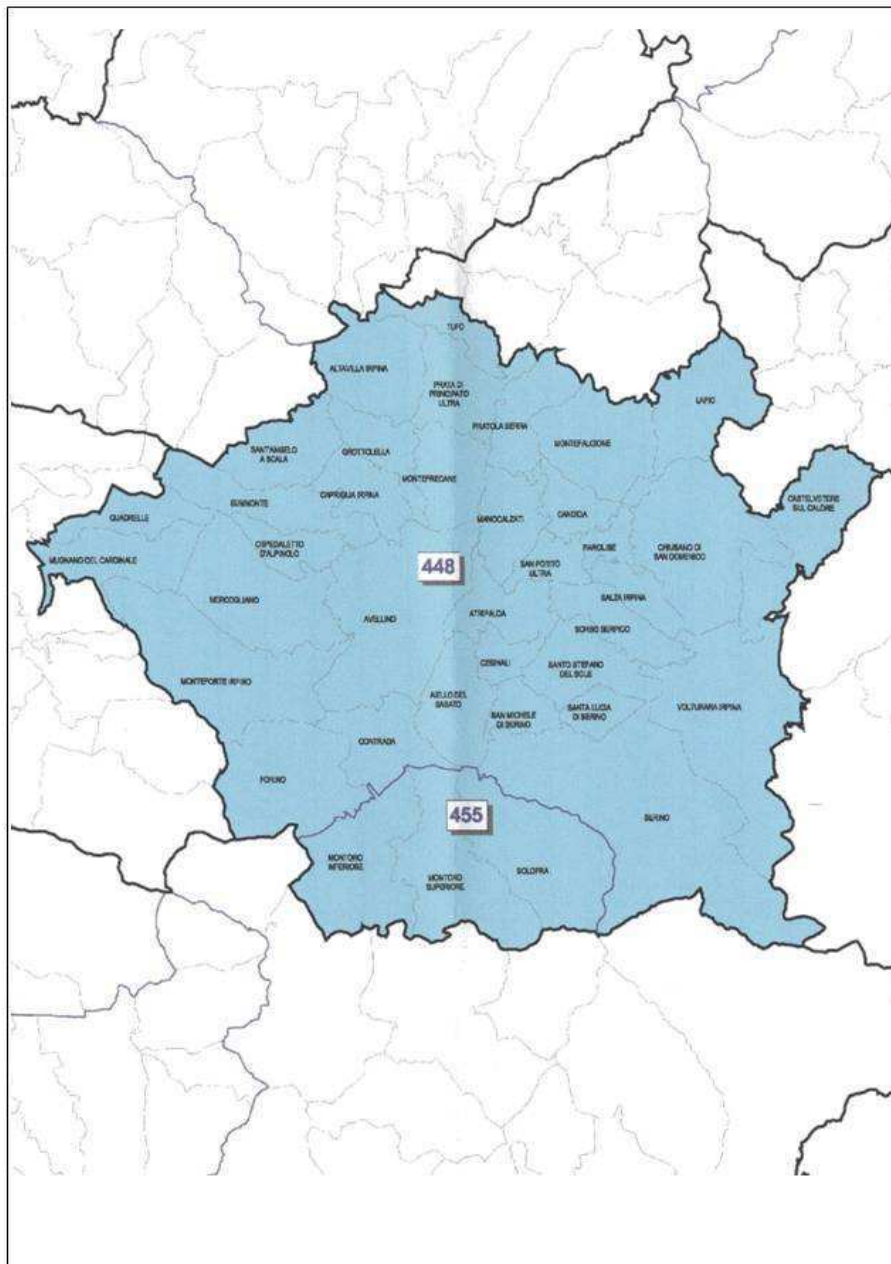 TUFO
ALTAVILLA IRPINA
PRATA DI
PRINCIPATO
ULTRA
LAPIO
PRATOLA SERRA
MONTEFALCIONE
SANT'ANGELO
A SCALA
GROTTOLELLA
MONTEFREDANE
CAPRIGLIA IRPINA
SUMMONTE
CASTELVETERE
SUL CALORE
QUADRELLE
MANOCALZATI
CANDIDA
OSPEDALETTO
D'ALPINOLO
PAROLISE
CHIUSANO DI
SAN DOMENICO
MUGNANO DEL CARDINALE
448
SAN POTITO
ULTRA
MERCOGLIANO
SALZA IRPINA
AVELLINO
ATRIPALDA
SORBO SERPICO
CESINALI
SANTO STEFANO
DEL SOLE
MONTEFORTE IRPINO
AIELLO DEL
SABATO
SAN MICHELE
DI SERINO
SANTA LUCIA
DI SERINO
VOLTURARA IRPINA
CONTRADA
FORINO
455
SERINO
MONTORO
INFERIORE
SOLOFRA
MONTORO
SUPERIORE